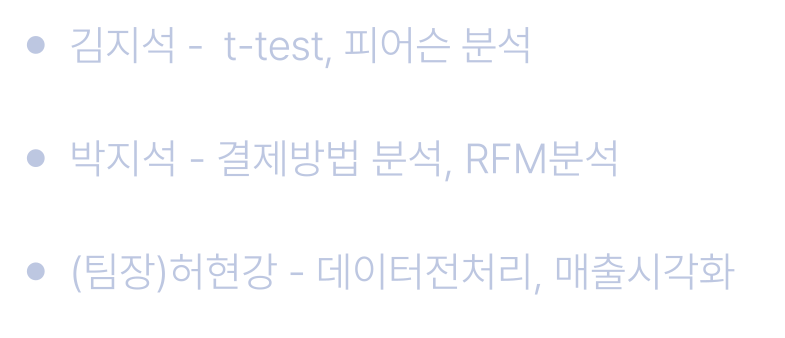 ● 김지석 - t-test, 피어슨 분석
● 박지석 - 결제방법 분석, RFM분석
● (팀장)허현강 - 데이터전처리, 매출시각화